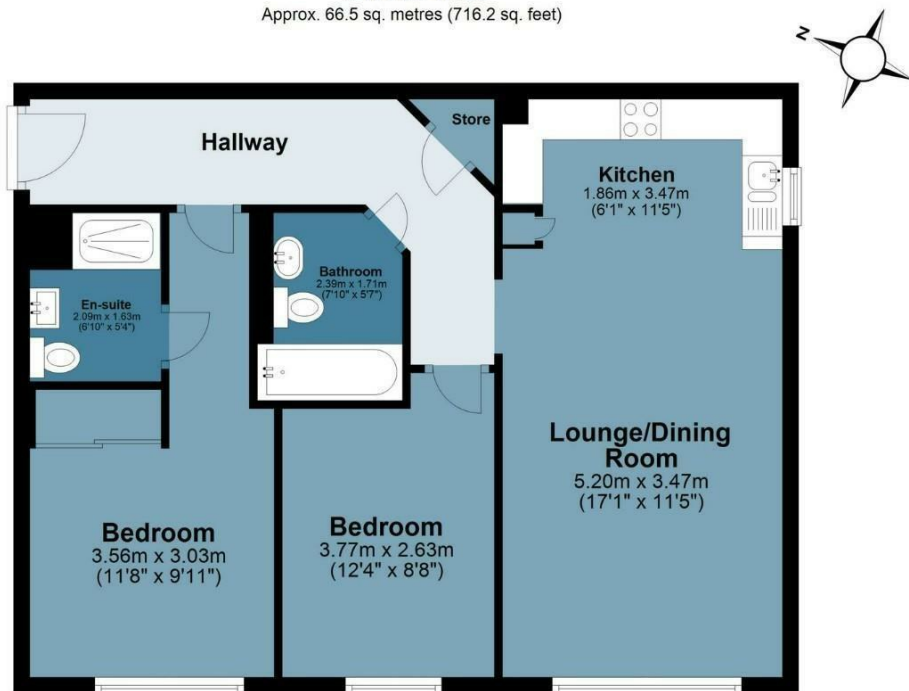 Approx. 66.5 sq. metres (716.2 sq. feet)
N
Hallway
Store
Kitchen
1.86m x 3.47m
(6'1" x 11'5")
Bathroom
2.39m x 1.71m
(7'10" x 5'7")
En-suite
2.09m x 1.63m
(6'10" x 5'4")
Lounge/Dining
Room
5.20m x 3.47m
(17'1" x 11'5")
Bedroom
3.56m x 3.03m
(11'8" x 9'11")
Bedroom
3.77m x 2.63m
(12'4" x 8'8")